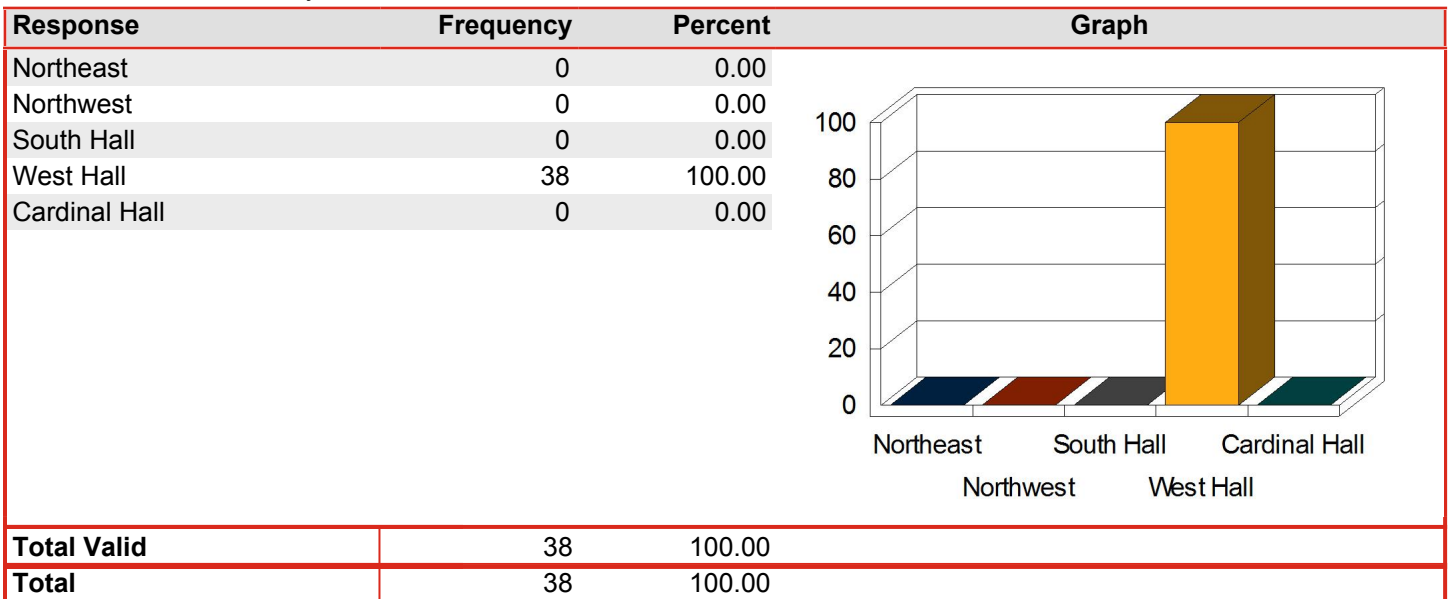 Response Frequency Percent Graph
Northeast 0 0.00
Northwest 0 0.00
South Hall 0 0.00
West Hall 38 100.00
Cardinal Hall 0 0.00
100
80
60
40
20
0
Northeast South Hall Cardinal Hall
Northwest West Hall
Total Valid 38 100.00
Total 38 100.00